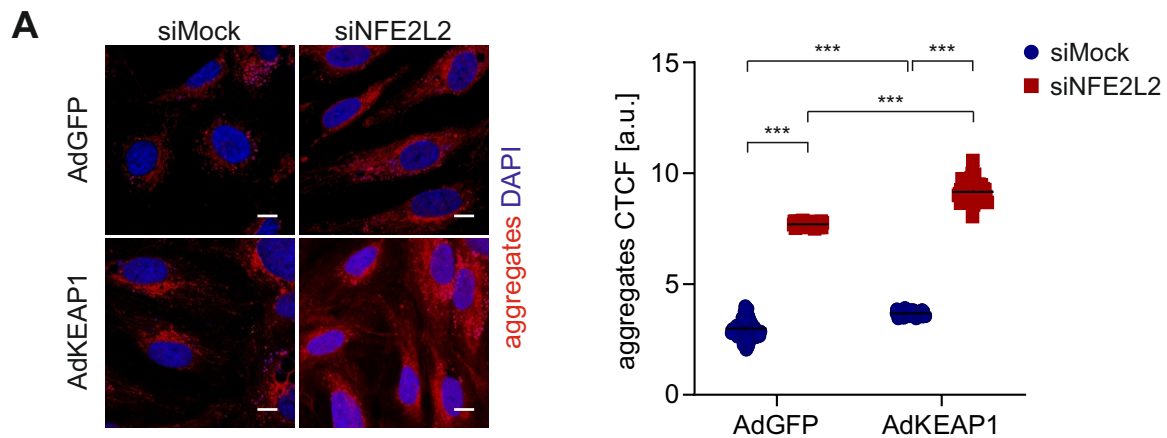 A
siMock
siNFE2L2
AdGFP
AdKEAP1
aggregates DAPI
aggregates CTCF [a.u.]
15
10
5
0
***
***
***
***
siMock
siNFE2L2
AdGFP
AdKEAP1